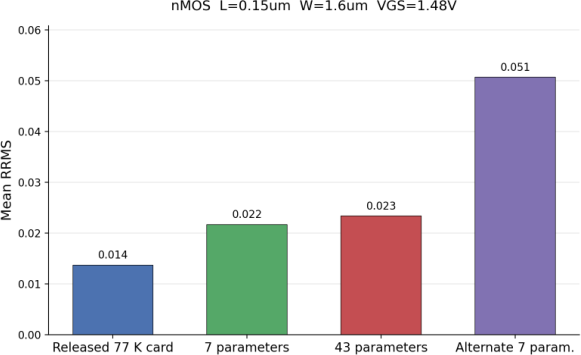 nMOS L=0.15um W=1.6um VGS=1.48V
Mean RRMS
0.06
0.05
0.04
0.03
0.02
0.01
0.00
0.014
0.022
0.023
0.051
Released 77 K card
7 parameters
43 parameters
Alternate 7 param.